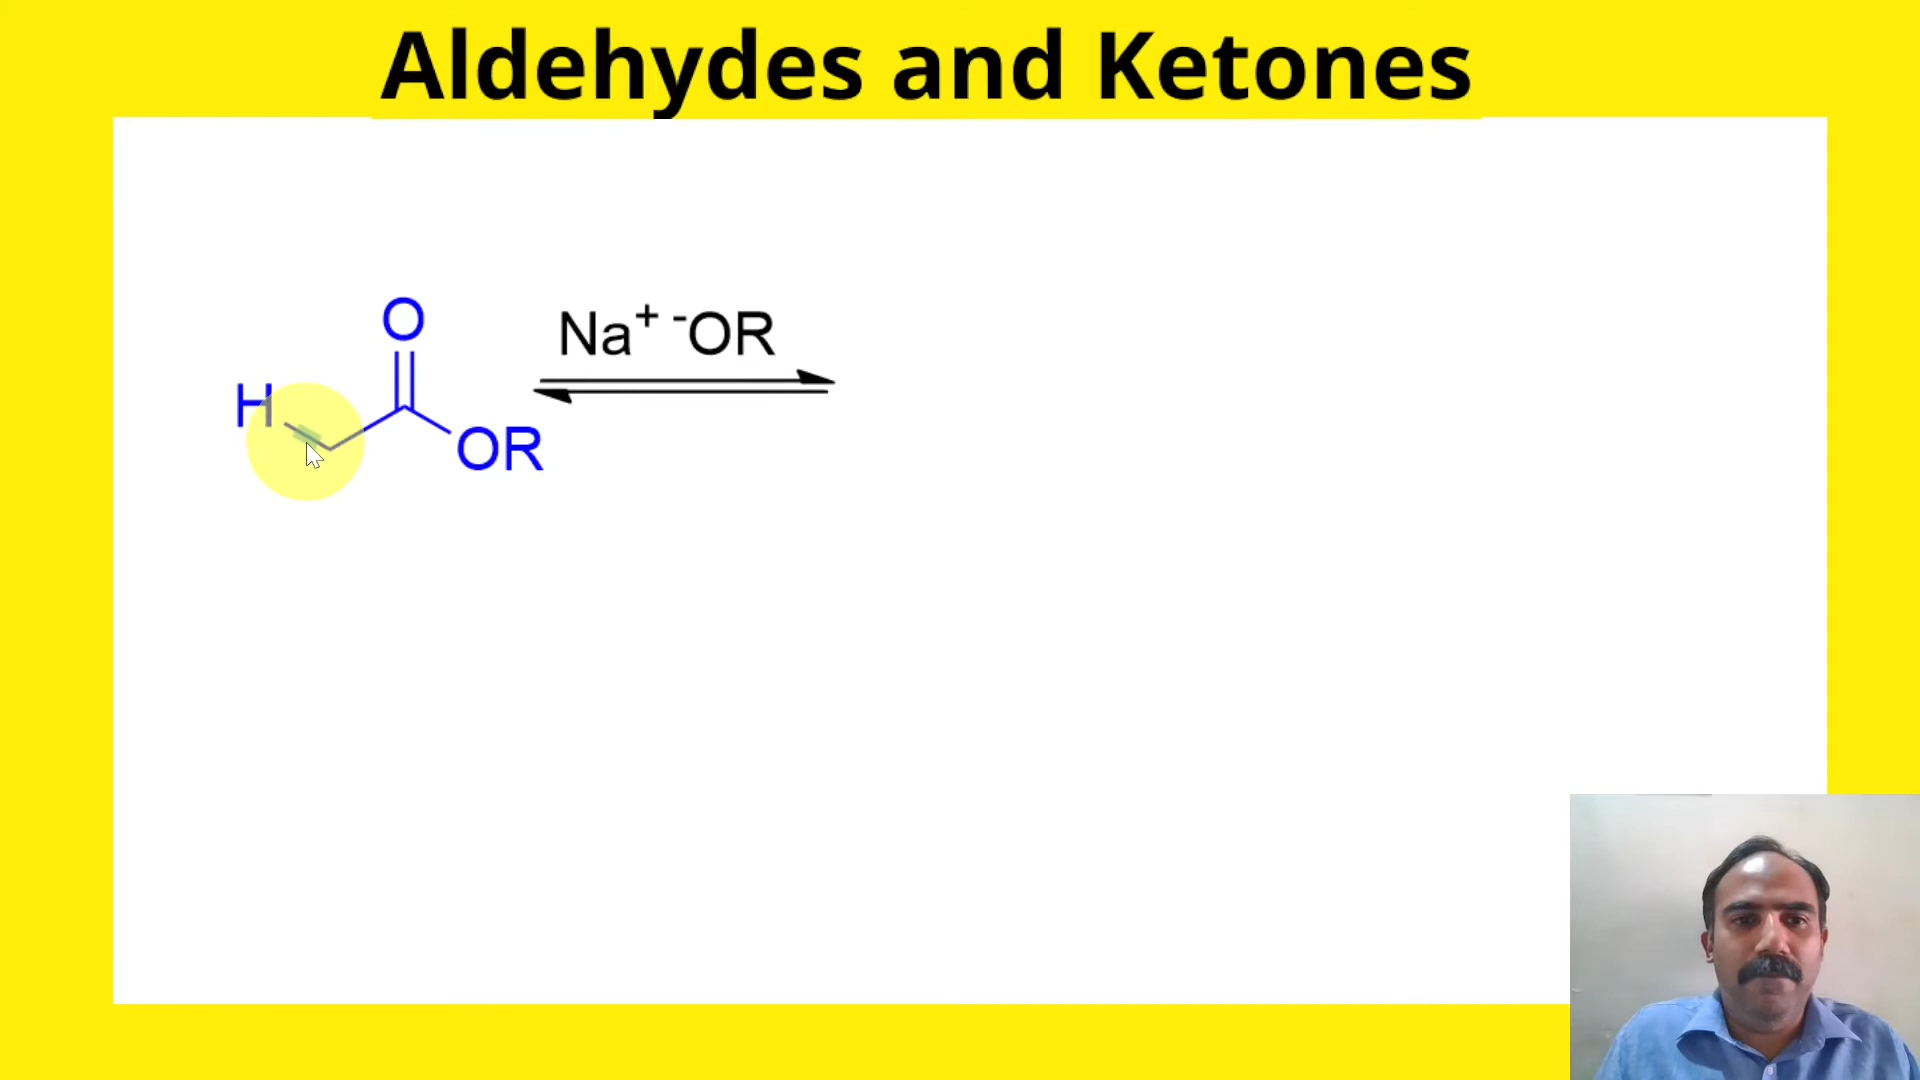 Aldehydes and Ketones
O
Na⁺ ⁻OR
H
OR